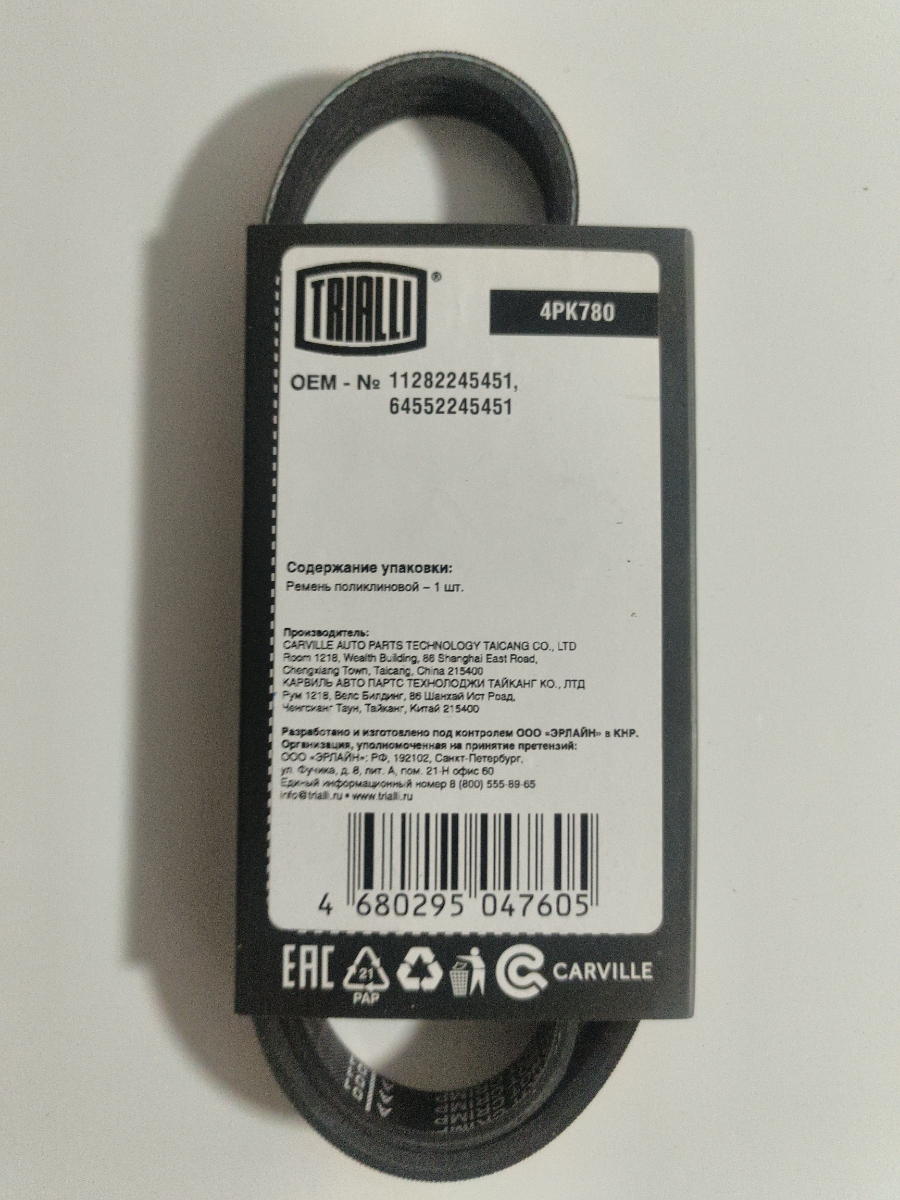 TRIALLI ®
4PK780
OEM - № 11282245451,
64552245451
Содержание упаковки:
Ремень поликлиновой – 1 шт.
Производитель:
CARVILLE AUTO PARTS TECHNOLOGY TAICANG CO., LTD
Room 1218, Wealth Building, 86 Shanghai East Road,
Chengxiang Town, Taicang, China 215400
КАРВИЛЬ АВТО ПАРТС ТЕХНОЛОДЖИ ТАЙКАНГ КО., ЛТД
Рум 1218, Велс Билдинг, 86 Шанхай Ист Роад,
Ченгсианг Таун, Тайканг, Китай 215400
Разработано и изготовлено под контролем ООО «ЭРЛАЙН» в КНР.
Организация, уполномоченная на принятие претензий:
ООО «ЭРЛАЙН»: РФ, 192102, Санкт-Петербург,
ул. Фучика, д. 8, лит. А, пом. 21-Н офис 60
Единый информационный номер 8 (800) 555-89-65
info@trialli.ru • www.trialli.ru
4 680295 047605
EAC 21 PAP CARVILLE